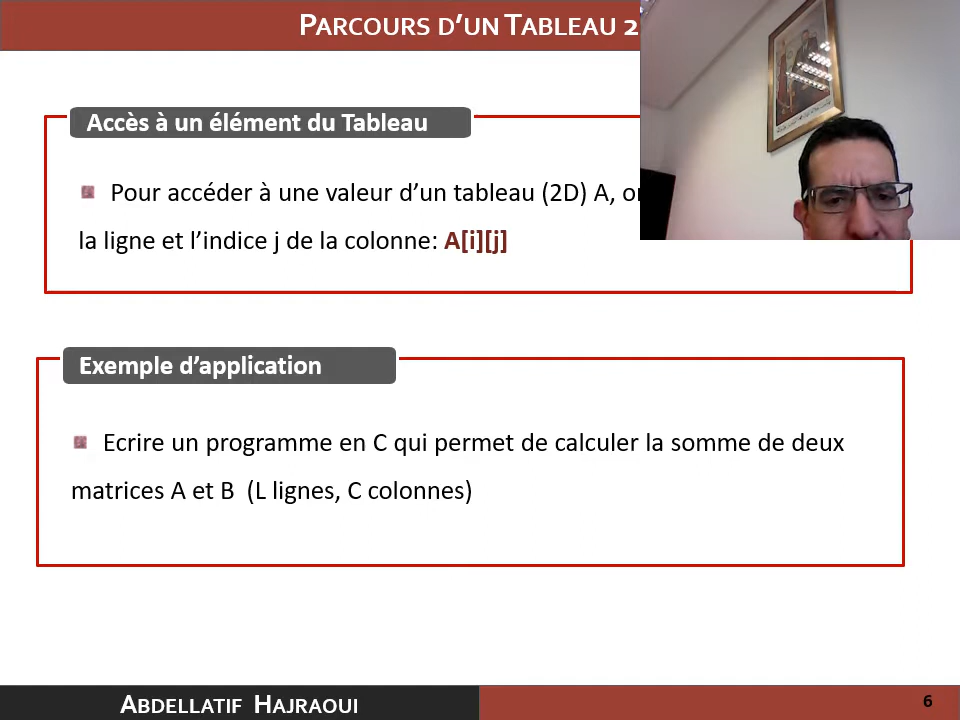 PARCOURS D'UN TABLEAU 2
Accès à un élément du Tableau
Pour accéder à une valeur d'un tableau (2D) A,
la ligne et l'indice j de la colonne: A[i][j]
Exemple d'application
Ecrire un programme en C qui permet de calculer la somme de deux
matrices A et B (L lignes, C colonnes)
ABDELLATIF HAJRAOUI
6